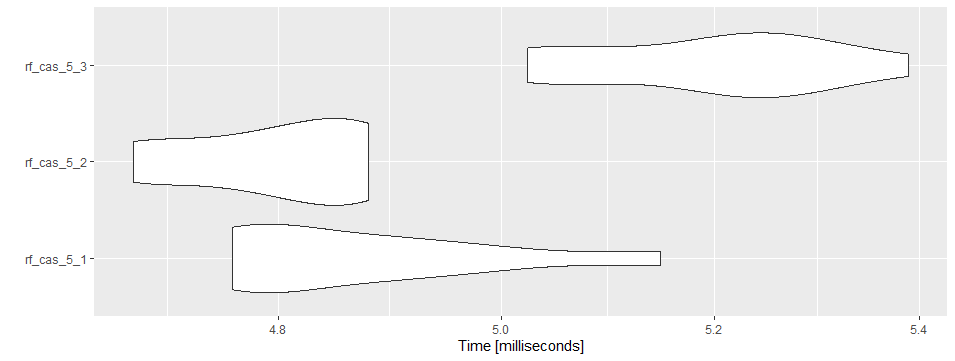 rf_cas_5_3
rf_cas_5_2
rf_cas_5_1
4.8 5.0 5.2 5.4
Time [milliseconds]